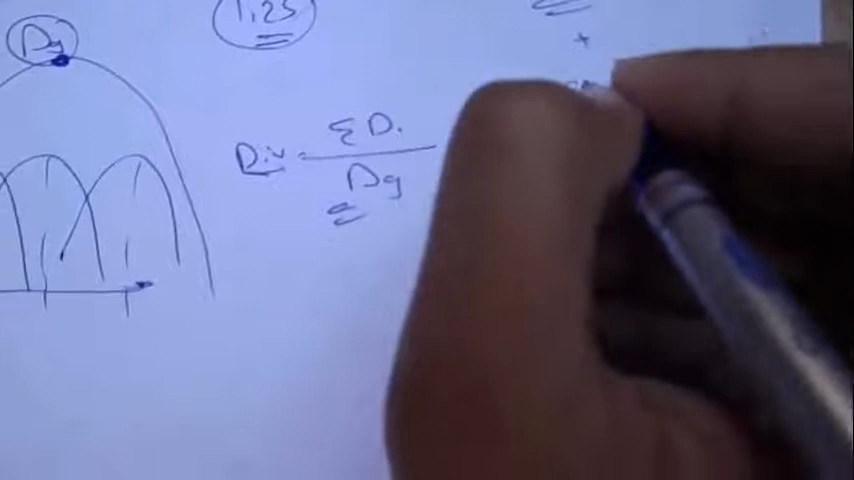 Dg
1.25
+
Div = ΣDi
Dg